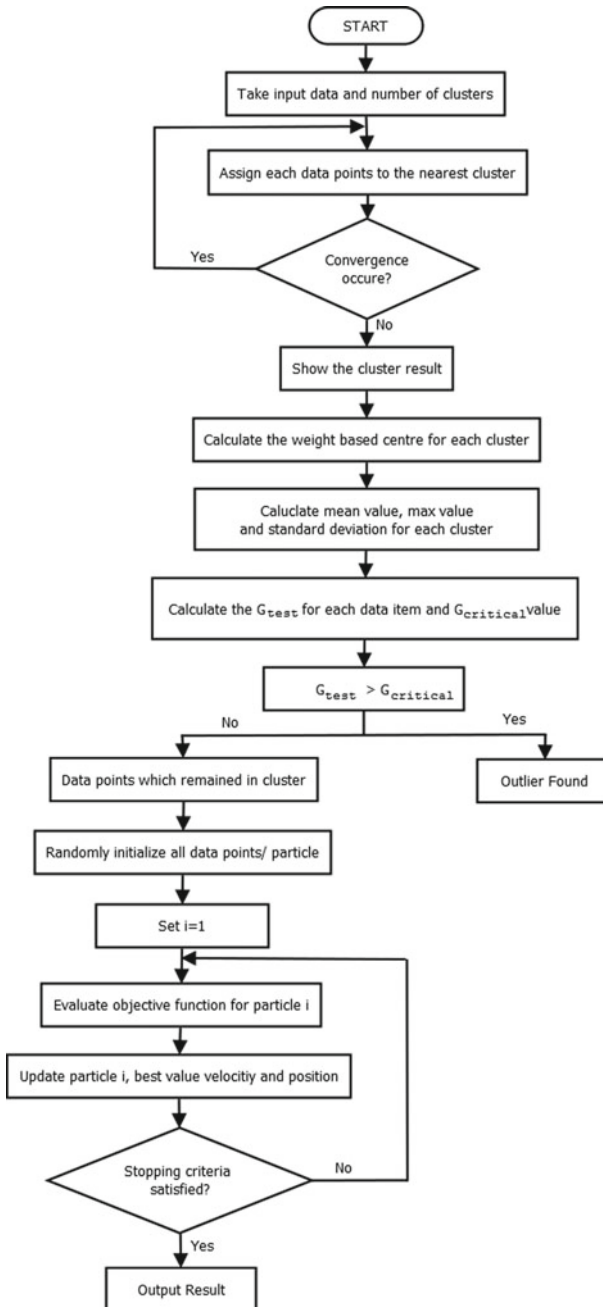 START
Take input data and number of clusters
Assign each data points to the nearest cluster
Yes
Convergence
occure?
No
Show the cluster result
Calculate the weight based centre for each cluster
Caluclate mean value, max value
and standard deviation for each cluster
Calculate the Gtest for each data item and Gcritical value
Gtest > Gcritical
No
Yes
Data points which remained in cluster
Outlier Found
Randomly initialize all data points/ particle
Set i=1
Evaluate objective function for particle i
Update particle i, best value velocitiy and position
Stopping criteria
satisfied?
No
Yes
Output Result